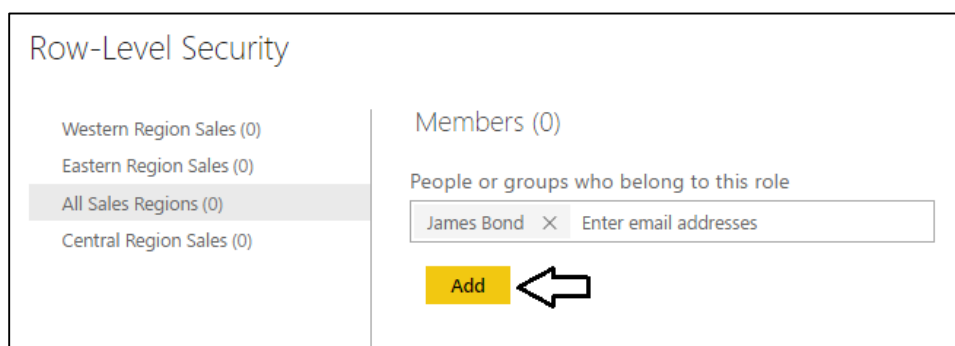 Row-Level Security
Western Region Sales (0)
Eastern Region Sales (0)
All Sales Regions (0)
Central Region Sales (0)
Members (0)
People or groups who belong to this role
James Bond × Enter email addresses
Add